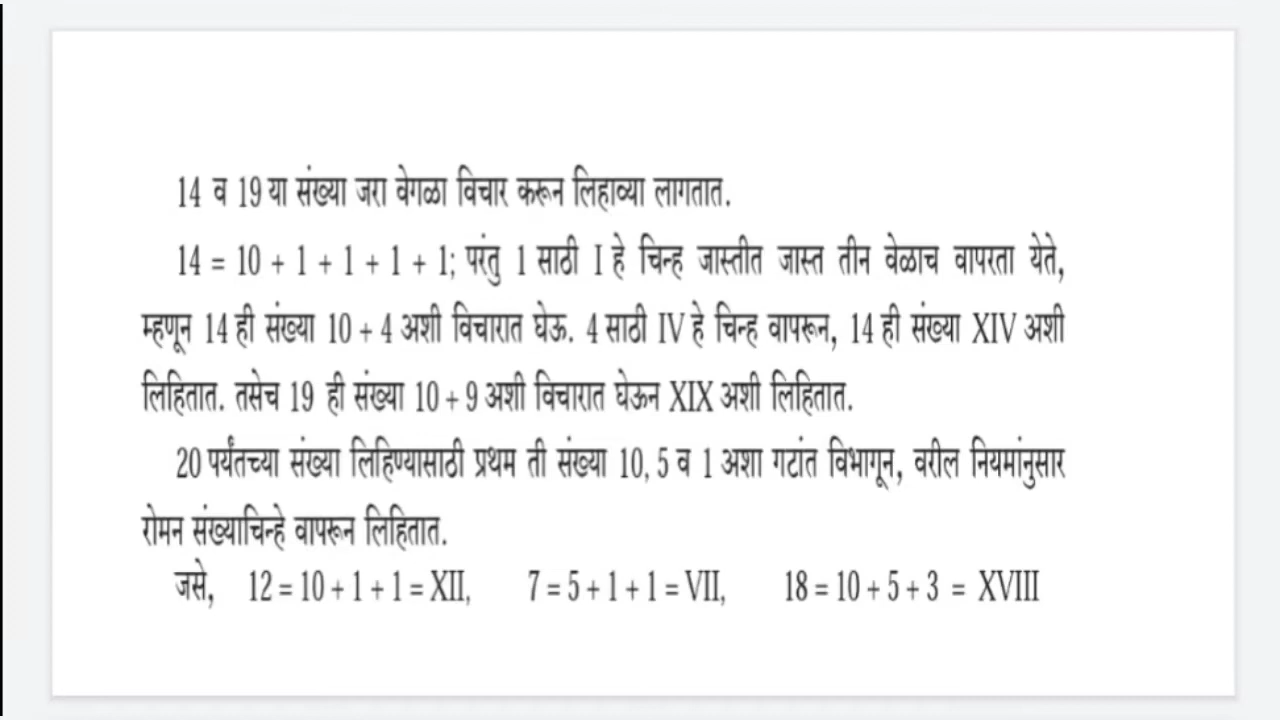 14 व 19 या संख्या जरा वेगळा विचार करून लिहाव्या लागतात.
14 = 10 + 1 + 1 + 1 + 1; परंतु 1 साठी I हे चिन्ह जास्तीत जास्त तीन वेळाच वापरता येते,
म्हणून 14 ही संख्या 10 + 4 अशी विचारात घेऊ. 4 साठी IV हे चिन्ह वापरून, 14 ही संख्या XIV अशी
लिहितात. तसेच 19 ही संख्या 10 + 9 अशी विचारात घेऊन XIX अशी लिहितात.
20 पर्यंतच्या संख्या लिहिण्यासाठी प्रथम ती संख्या 10, 5 व 1 अशा गटांत विभागून, वरील नियमांनुसार
रोमन संख्याचिन्हे वापरून लिहितात.
जसे, 12 = 10 + 1 + 1 = XII, 7 = 5 + 1 + 1 = VII, 18 = 10 + 5 + 3 = XVIII